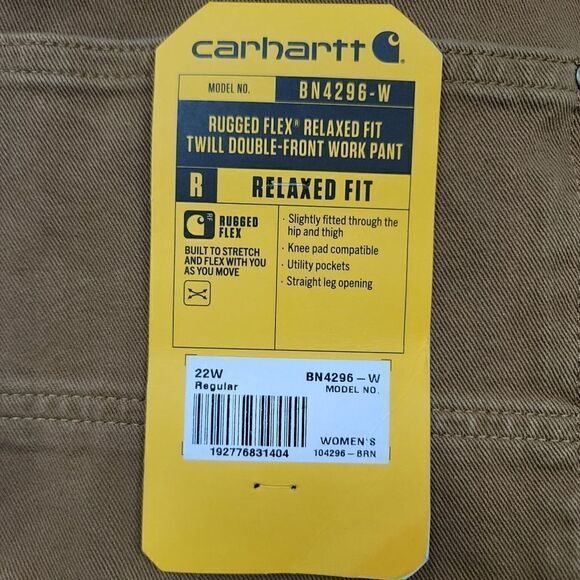 carhartt
MODEL NO. BN4296-W
RUGGED FLEX® RELAXED FIT
TWILL DOUBLE-FRONT WORK PANT
R RELAXED FIT
RF
RUGGED
FLEX
BUILT TO STRETCH
AND FLEX WITH YOU
AS YOU MOVE
· Slightly fitted through the
hip and thigh
· Knee pad compatible
· Utility pockets
· Straight leg opening
22W BN4296-W
Regular MODEL NO.
WOMEN'S
192776831404 104296-BRN